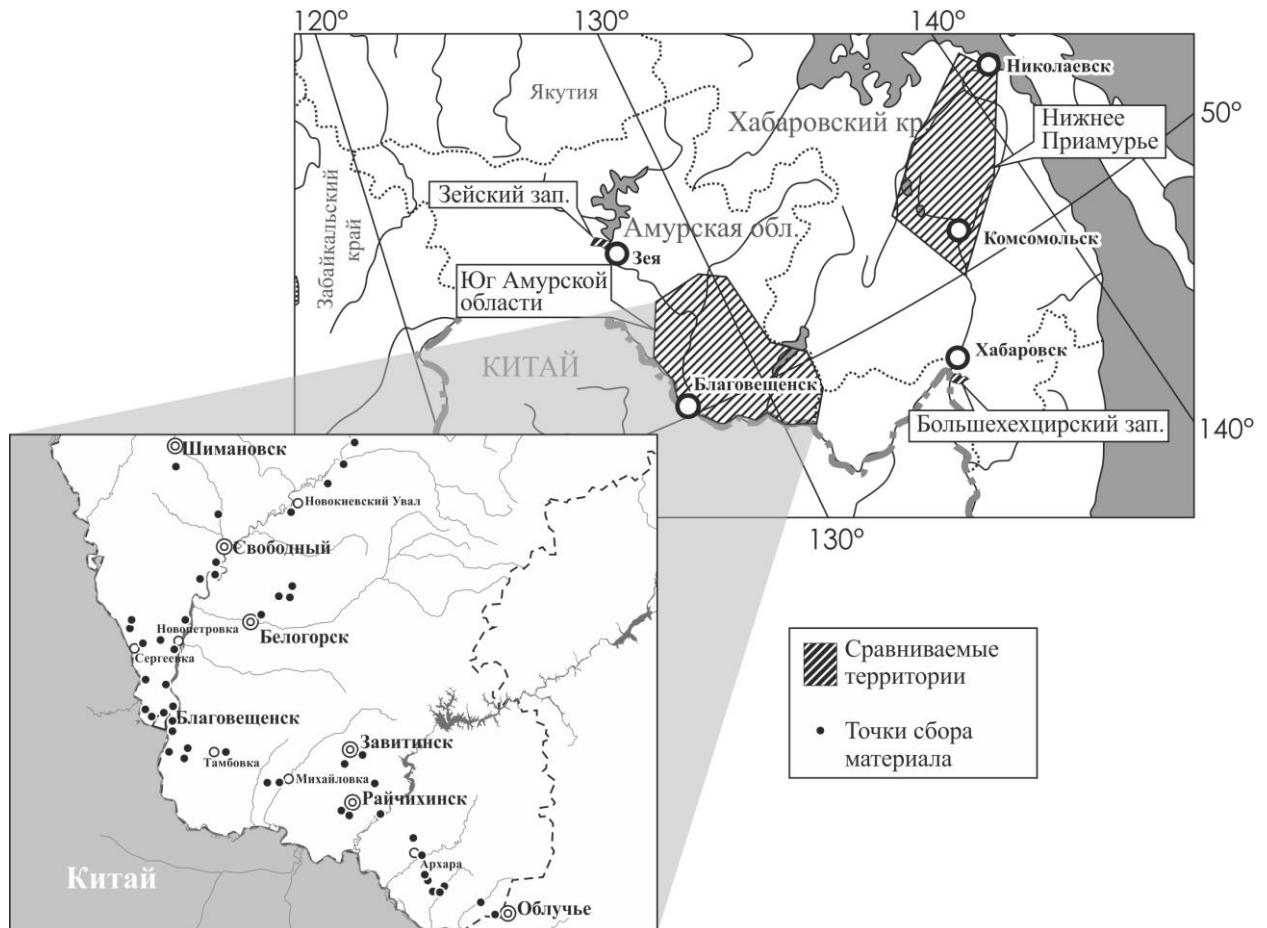 120°
130°
140°
Николаевск
Якутия
Хабаровский кр.
Нижнее
Приамурье
50°
Забайкальский
край
Зейский зап.
Амурская обл.
Зея
Комсомольск
Юг Амурской
области
КИТАЙ
Хабаровск
Благовещенск
Большехехцирский зап.
140°
130°
Шимановск
Новокиевский Увал
Свободный
Белогорск
Новопетровка
Сергеевка
Благовещенск
Тамбовка
Завитинск
Михайловка
Райчихинск
Архара
Китай
Облучье
Сравниваемые
территории
Точки сбора
материала